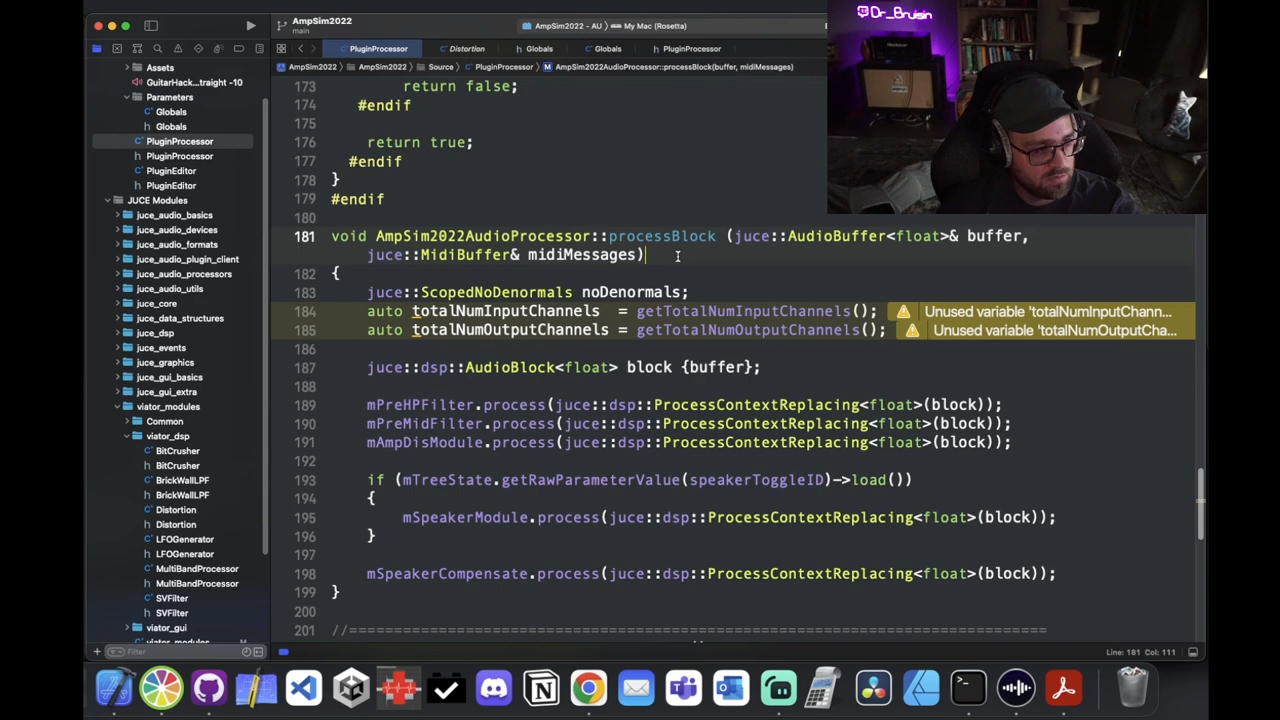 AmpSim2022
main
AmpSim2022 - AU
My Mac (Rosetta)
Dr_Bruisin
PluginProcessor
Distortion
Globals
Globals
PluginProcessor
AmpSim2022
AmpSim2022
Source
PluginProcessor
AmpSim2022AudioProcessor::processBlock(buffer, midiMessages)
Assets
GuitarHack...traight -10
Parameters
Globals
Globals
PluginProcessor
PluginProcessor
PluginEditor
PluginEditor
JUCE Modules
juce_audio_basics
juce_audio_devices
juce_audio_formats
juce_audio_plugin_client
juce_audio_processors
juce_audio_utils
juce_core
juce_data_structures
juce_dsp
juce_events
juce_graphics
juce_gui_basics
juce_gui_extra
viator_modules
Common
viator_dsp
BitCrusher
BitCrusher
BrickWallLPF
BrickWallLPF
Distortion
Distortion
LFOGenerator
LFOGenerator
MultiBandProcessor
MultiBandProcessor
SVFilter
SVFilter
viator_gui
Filter
173 return false;
174 #endif
175
176 return true;
177 #endif
178 }
179 #endif
180
181 void AmpSim2022AudioProcessor::processBlock (juce::AudioBuffer<float>& buffer,
juce::MidiBuffer& midiMessages)
182 {
183 juce::ScopedNoDenormals noDenormals;
184 auto totalNumInputChannels = getTotalNumInputChannels(); Unused variable 'totalNumInputChann...
185 auto totalNumOutputChannels = getTotalNumOutputChannels(); Unused variable 'totalNumOutputCha...
186
187 juce::dsp::AudioBlock<float> block {buffer};
188
189 mPreHPFilter.process(juce::dsp::ProcessContextReplacing<float>(block));
190 mPreMidFilter.process(juce::dsp::ProcessContextReplacing<float>(block));
191 mAmpDisModule.process(juce::dsp::ProcessContextReplacing<float>(block));
192
193 if (mTreeState.getRawParameterValue(speakerToggleID)->load())
194 {
195 mSpeakerModule.process(juce::dsp::ProcessContextReplacing<float>(block));
196 }
197
198 mSpeakerCompensate.process(juce::dsp::ProcessContextReplacing<float>(block));
199 }
200
201 //==============================================================================
Line: 181 Col: 111